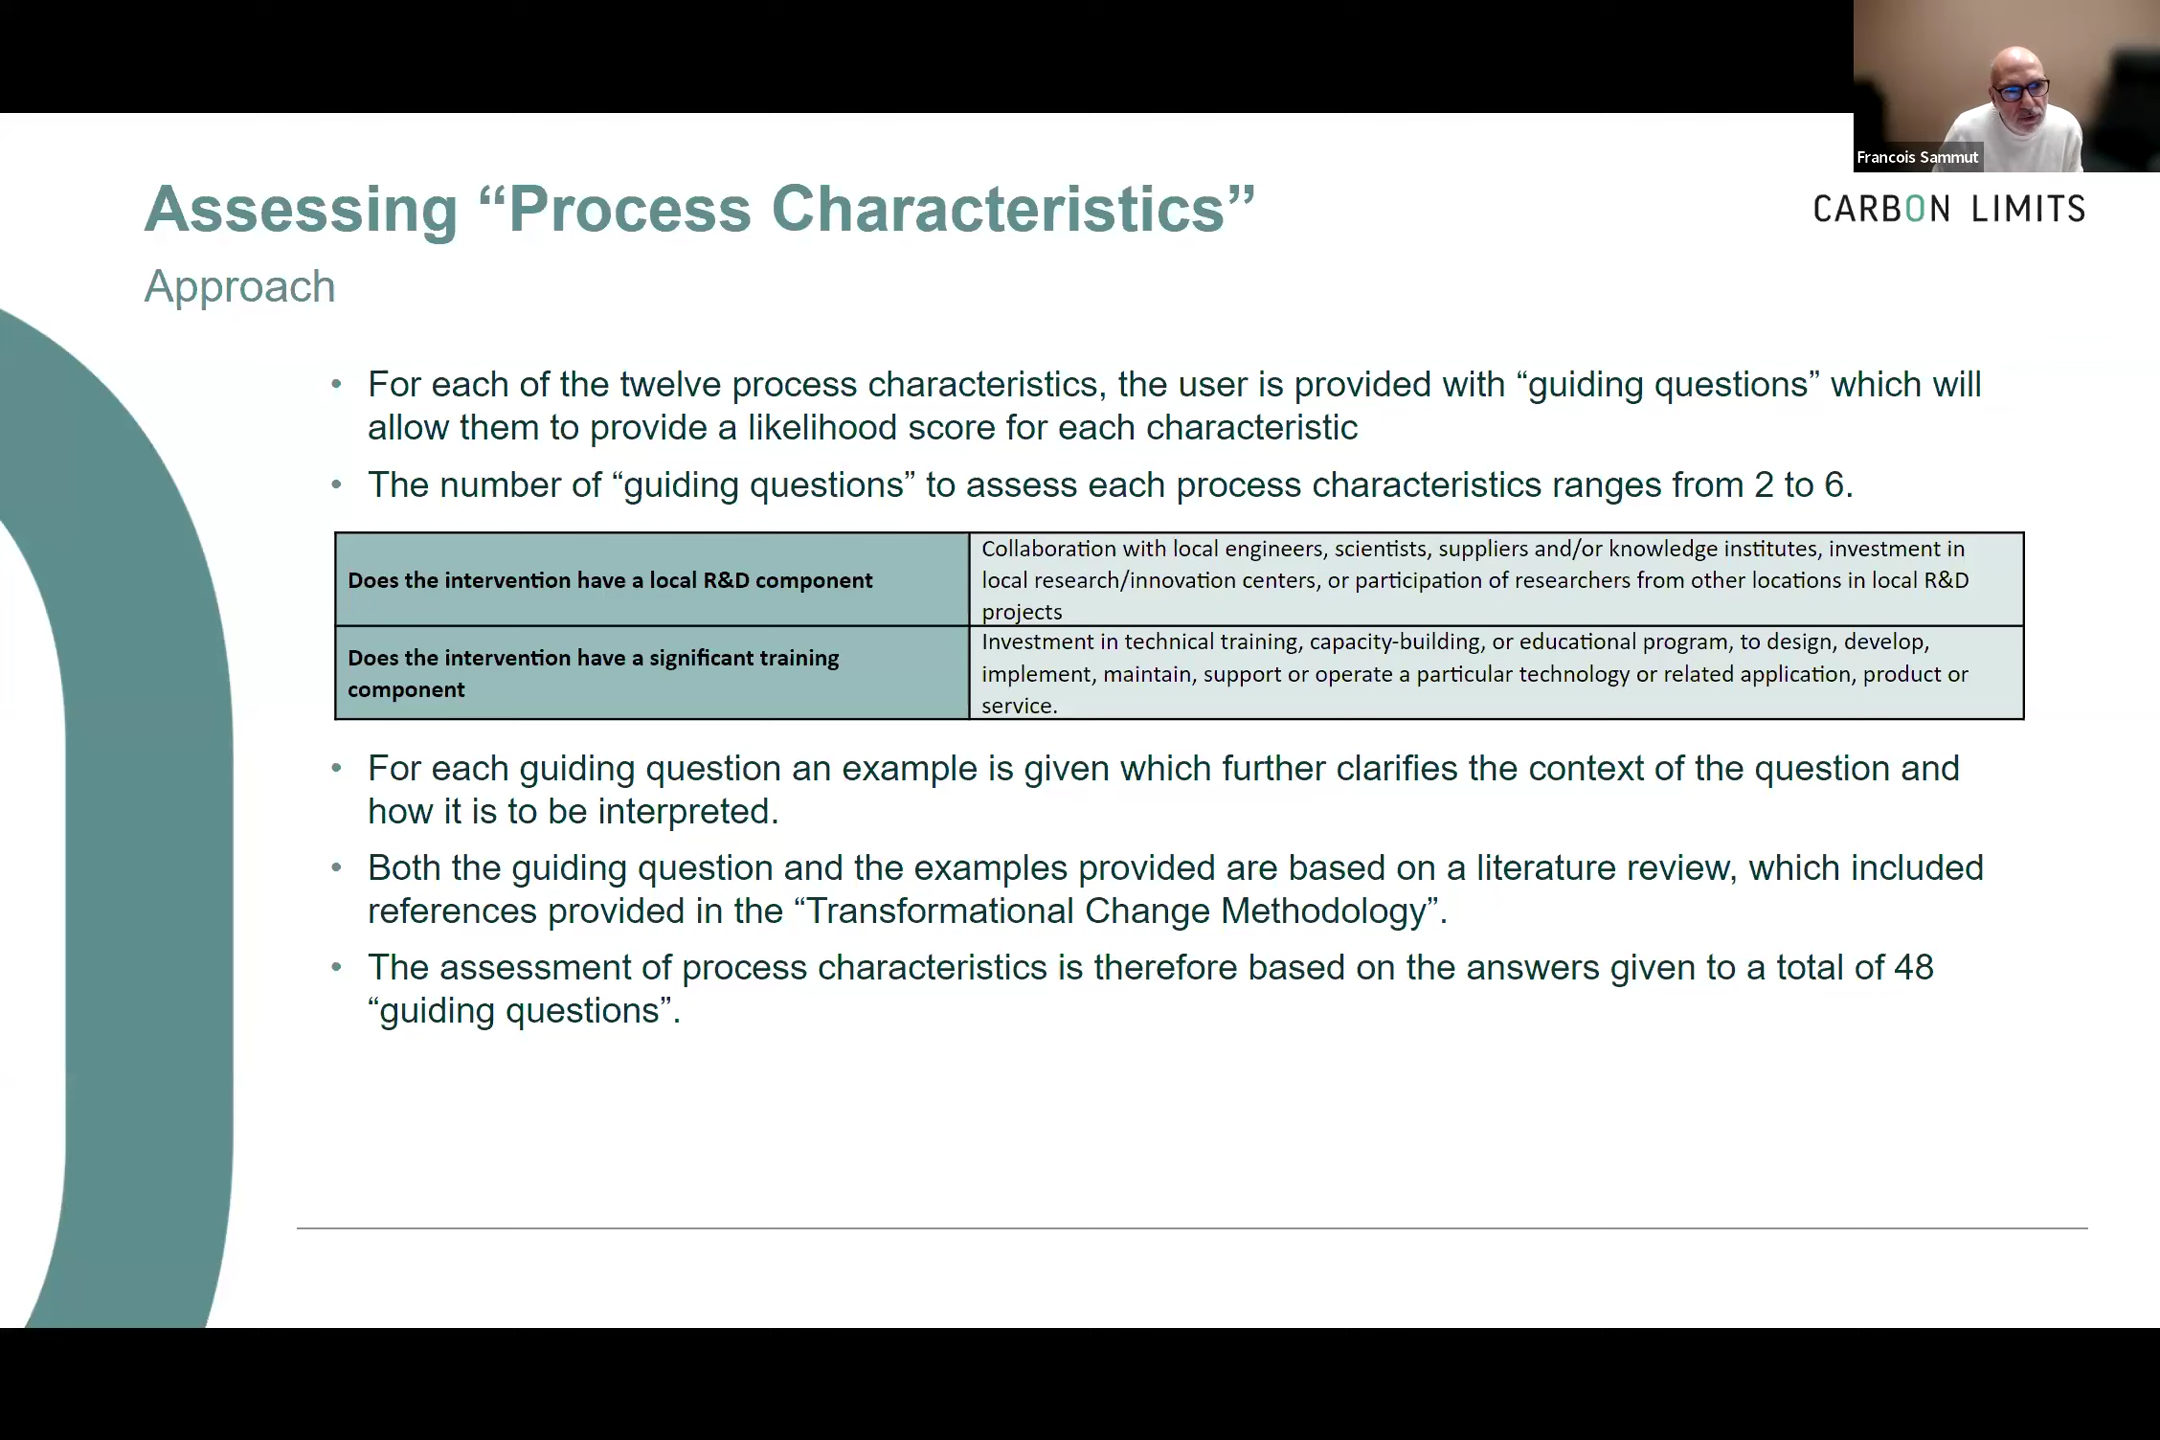 Francois Sammut
CARBON LIMITS
Assessing “Process Characteristics”
Approach
• For each of the twelve process characteristics, the user is provided with “guiding questions” which will
allow them to provide a likelihood score for each characteristic
• The number of “guiding questions” to assess each process characteristics ranges from 2 to 6.
Does the intervention have a local R&D component
Collaboration with local engineers, scientists, suppliers and/or knowledge institutes, investment in
local research/innovation centers, or participation of researchers from other locations in local R&D
projects
Does the intervention have a significant training
component
Investment in technical training, capacity-building, or educational program, to design, develop,
implement, maintain, support or operate a particular technology or related application, product or
service.
• For each guiding question an example is given which further clarifies the context of the question and
how it is to be interpreted.
• Both the guiding question and the examples provided are based on a literature review, which included
references provided in the “Transformational Change Methodology”.
• The assessment of process characteristics is therefore based on the answers given to a total of 48
“guiding questions”.